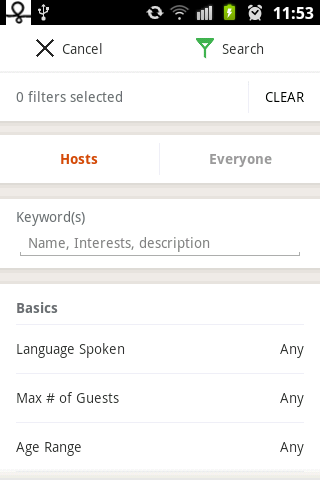 11:53
Cancel
Search
0 filters selected
CLEAR
Hosts
Everyone
Keyword(s)
Name, Interests, description
Basics
Language Spoken
Any
Max # of Guests
Any
Age Range
Any